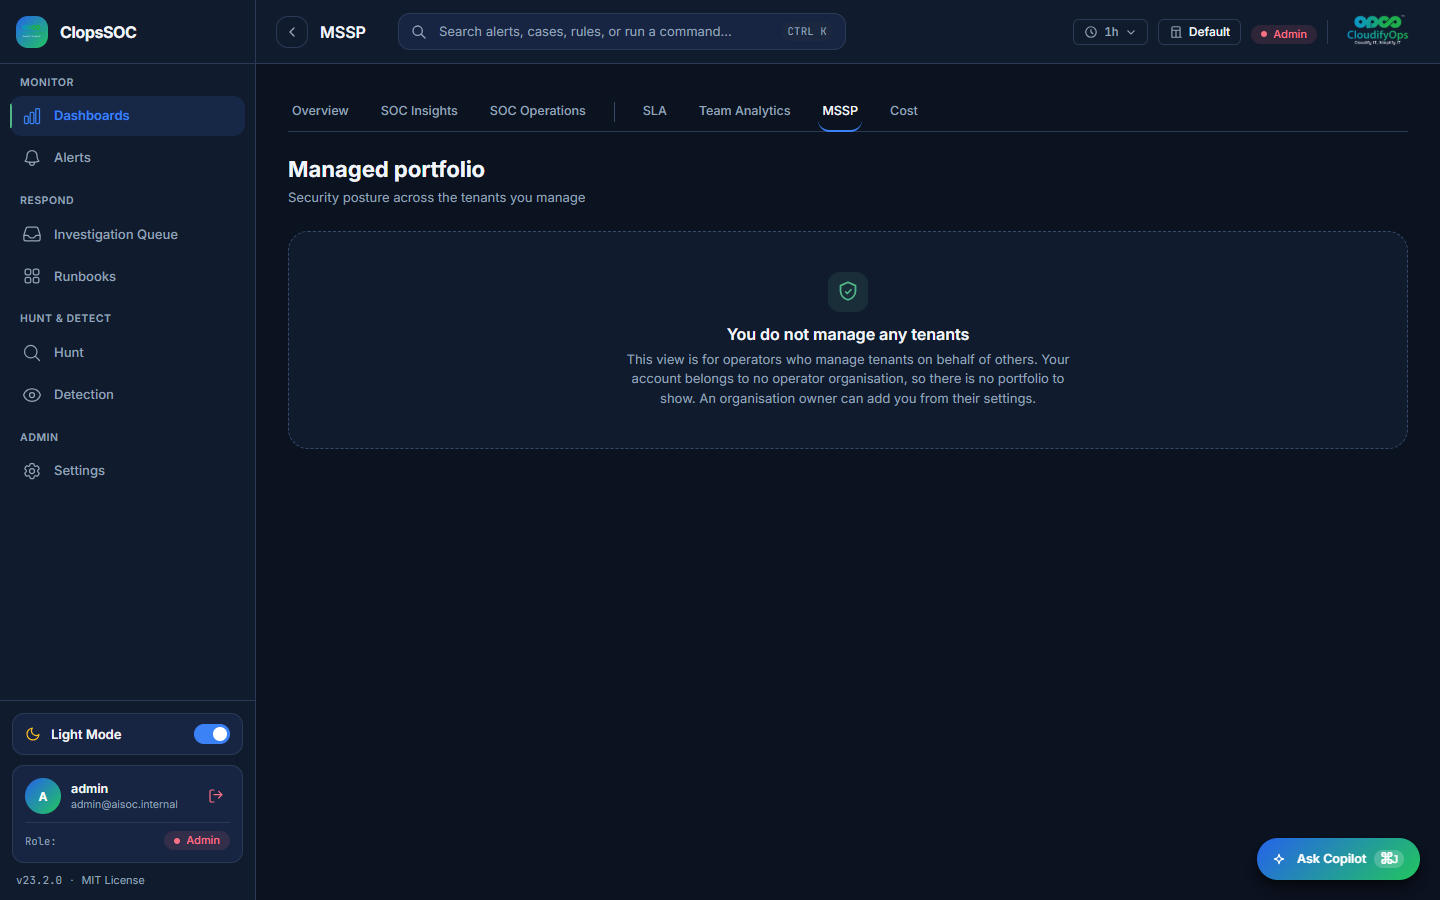 ClopsSOC
MSSP
Search alerts, cases, rules, or run a command...
CTRL K
1h
Default
Admin
CloudifyOps
MONITOR
Dashboards
Alerts
RESPOND
Investigation Queue
Runbooks
HUNT & DETECT
Hunt
Detection
ADMIN
Settings
Overview
SOC Insights
SOC Operations
SLA
Team Analytics
MSSP
Cost
Managed portfolio
Security posture across the tenants you manage
You do not manage any tenants
This view is for operators who manage tenants on behalf of others. Your
account belongs to no operator organisation, so there is no portfolio to
show. An organisation owner can add you from their settings.
Light Mode
A
admin
admin@aisoc.internal
Role:
Admin
v23.2.0 · MIT License
Ask Copilot
⌘J